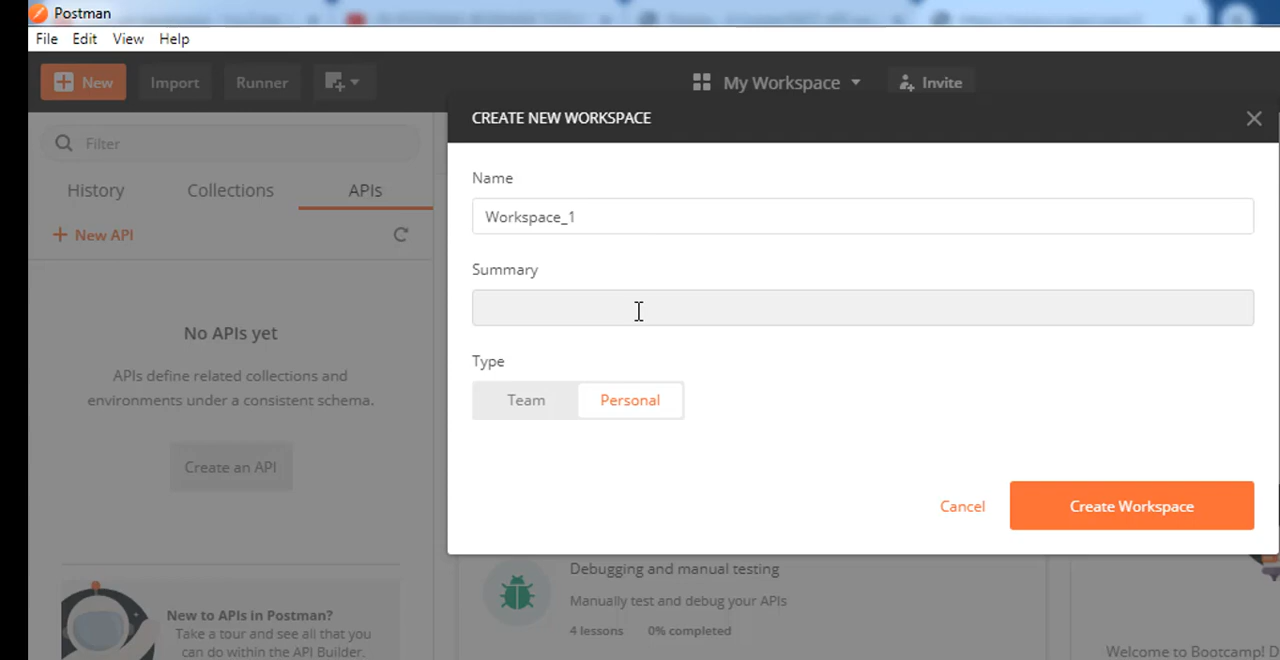 Postman
File Edit View Help
New Import Runner My Workspace Invite
Filter
History Collections APIs
+ New API
No APIs yet
APIs define related collections and
environments under a consistent schema.
Create an API
New to APIs in Postman?
Take a tour and see all that you
can do within the API Builder.
CREATE NEW WORKSPACE
Name
Workspace_1
Summary
Type
Team Personal
Cancel Create Workspace
Debugging and manual testing
Manually test and debug your APIs
4 lessons 0% completed
Welcome to Bootcamp! D